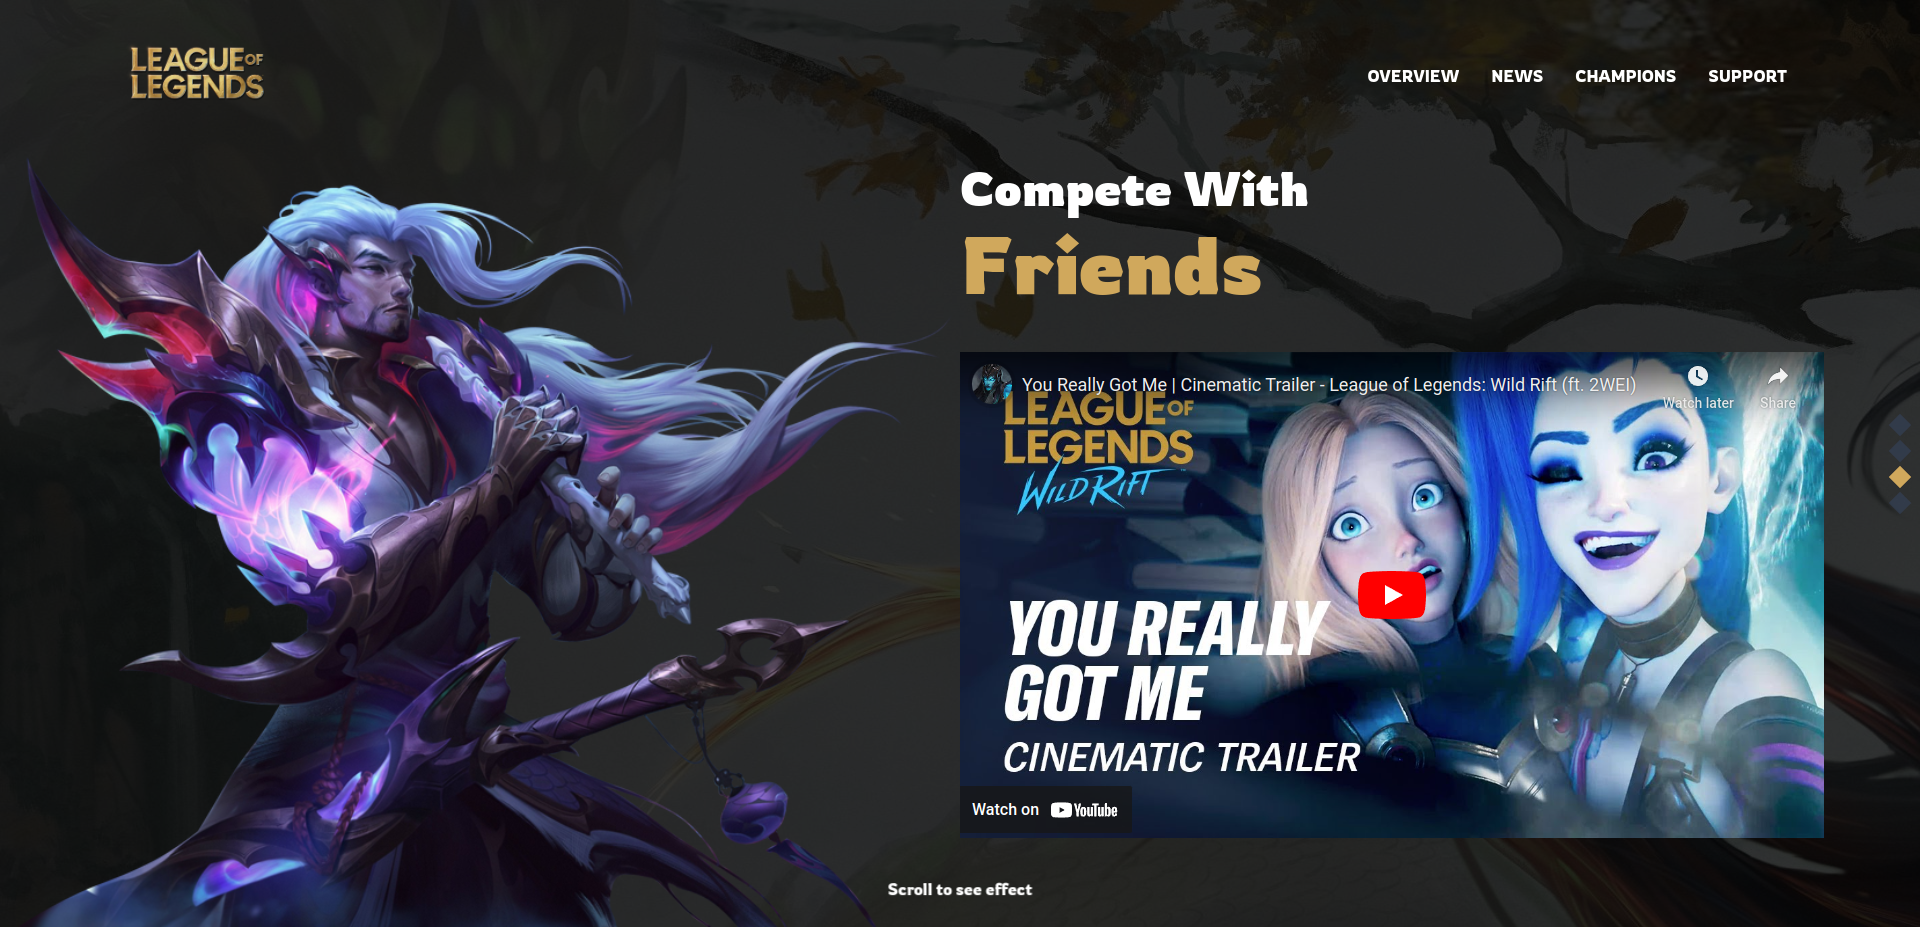 LEAGUE OF
LEGENDS
OVERVIEW NEWS CHAMPIONS SUPPORT
Compete With
Friends
You Really Got Me | Cinematic Trailer - League of Legends: Wild Rift (ft. 2WEI)
Watch later
Share
LEAGUE OF
LEGENDS
WILD RIFT
YOU REALLY
GOT ME
CINEMATIC TRAILER
Watch on YouTube
Scroll to see effect